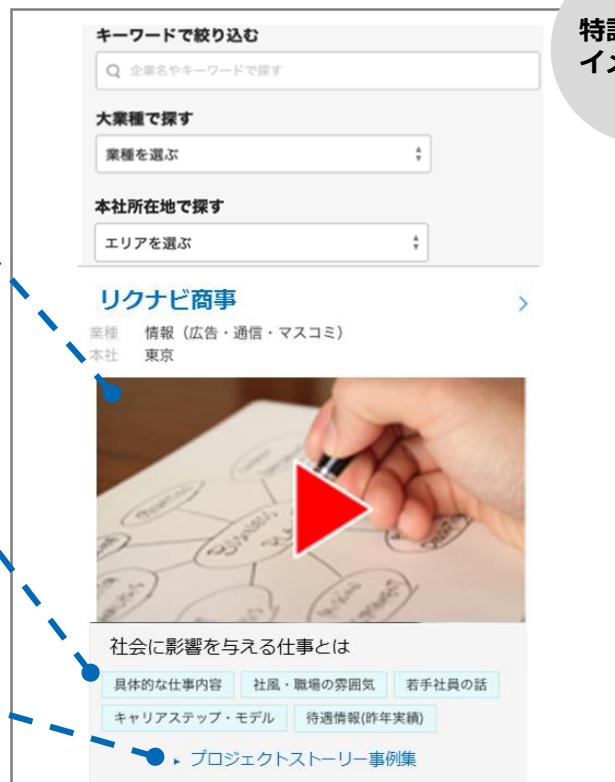 キーワードで絞り込む
企業名やキーワードで探す
大業種で探す
業種を選ぶ
本社所在地で探す
エリアを選ぶ
リクナビ商事
業種 情報（広告・通信・マスコミ）
本社 東京
BUSINESS
社会に影響を与える仕事とは
具体的な仕事内容 社風・職場の雰囲気 若手社員の話
キャリアステップ・モデル 待遇情報(昨年実績)
プロジェクトストーリー事例集
特
イ